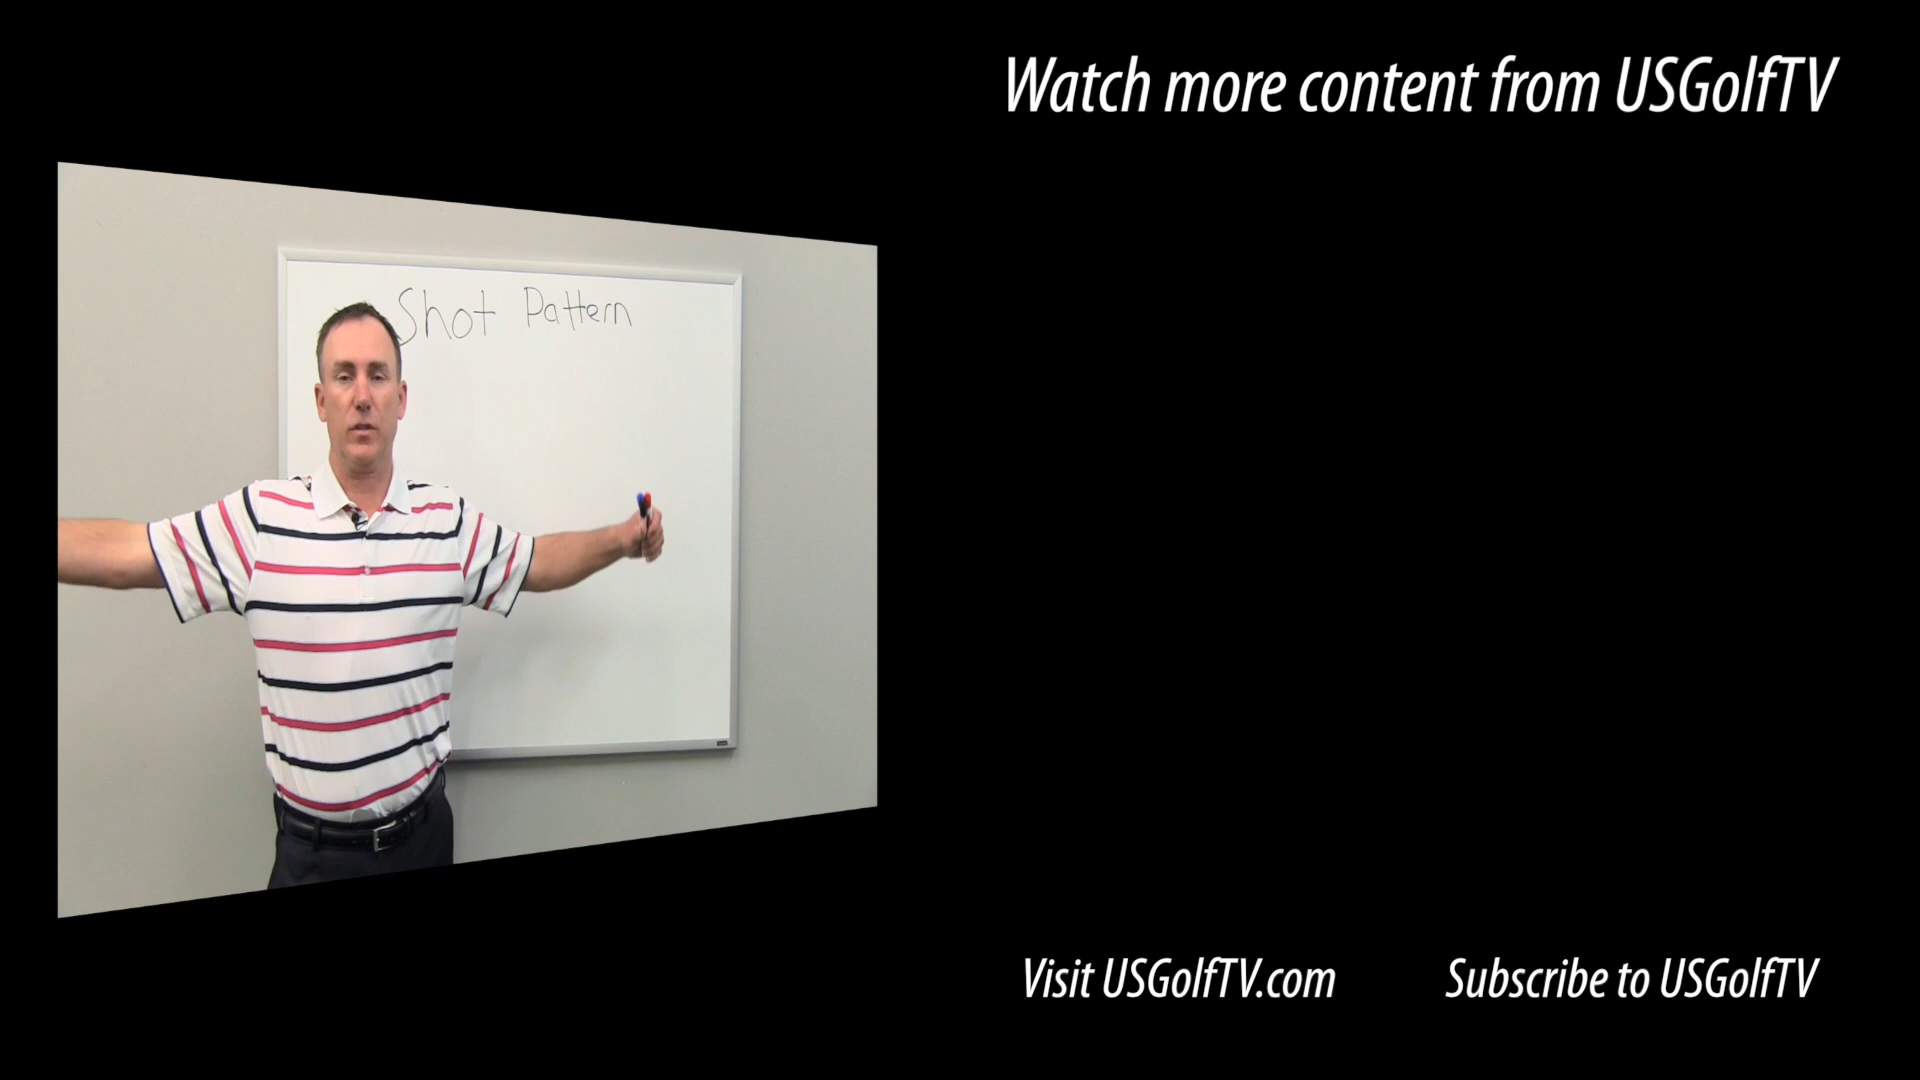 Watch more content from USGolfTV
Shot Pattern
Visit USGolfTV.com
Subscribe to USGolfTV